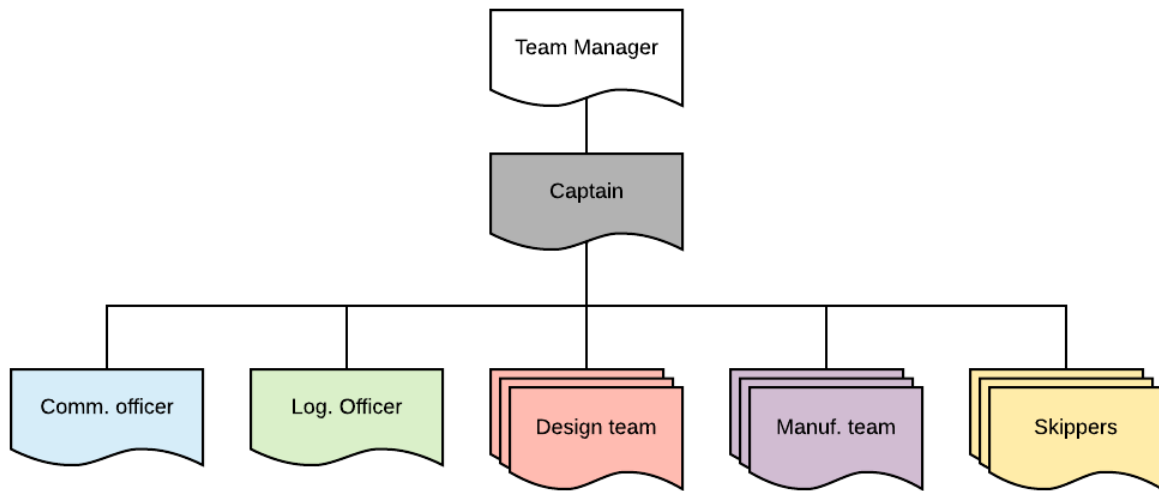 Team Manager
Captain
Comm. officer
Log. Officer
Design team
Manuf. team
Skippers